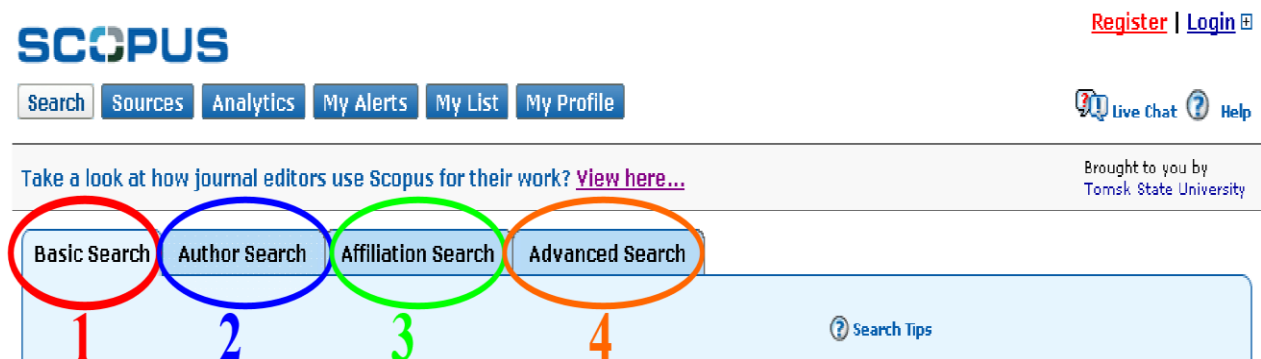 Register | Login
SCOPUS
Search Sources Analytics My Alerts My List My Profile
Live Chat Help
Take a look at how journal editors use Scopus for their work? View here...
Brought to you by
Tomsk State University
Basic Search Author Search Affiliation Search Advanced Search
1 2 3 4
Search Tips